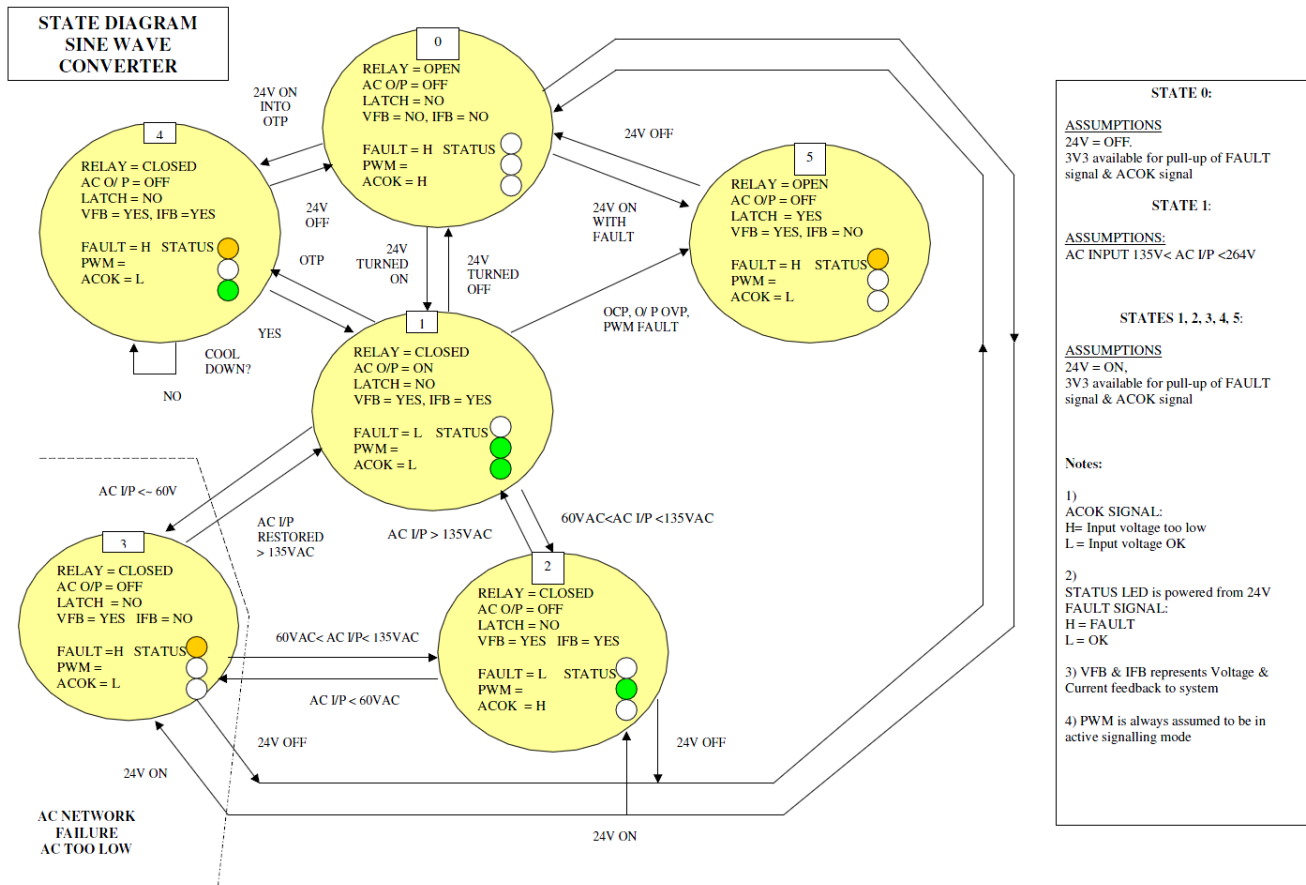 STATE DIAGRAM
SINE WAVE
CONVERTER
0
RELAY = OPEN
AC O/P = OFF
LATCH = NO
VFB = NO, IFB = NO
FAULT = H STATUS
PWM =
ACOK = H
24V ON
INTO
OTP
4
RELAY = CLOSED
AC O/ P = OFF
LATCH = NO
VFB = YES, IFB =YES
FAULT = H STATUS
PWM =
ACOK = L
24V
OFF
OTP
YES
COOL
DOWN?
NO
24V
TURNED
ON
24V
TURNED
OFF
24V OFF
24V ON
WITH
FAULT
5
RELAY = OPEN
AC O/P = OFF
LATCH = YES
VFB = YES, IFB = NO
FAULT = H STATUS
PWM =
ACOK = L
OCP, O/ P OVP,
PWM FAULT
1
RELAY = CLOSED
AC O/P = ON
LATCH = NO
VFB = YES, IFB = YES
FAULT = L STATUS
PWM =
ACOK = L
AC I/P <~ 60V
AC I/P
RESTORED
> 135VAC
AC I/P > 135VAC
60VAC<AC I/P <135VAC
3
RELAY = CLOSED
AC O/P = OFF
LATCH = NO
VFB = YES IFB = NO
FAULT =H STATUS
PWM =
ACOK = L
60VAC< AC I/P< 135VAC
AC I/P < 60VAC
2
RELAY = CLOSED
AC O/P = OFF
LATCH = NO
VFB = YES IFB = YES
FAULT = L STATUS
PWM =
ACOK = H
24V OFF
24V OFF
24V ON
24V ON
AC NETWORK
FAILURE
AC TOO LOW
STATE 0:
ASSUMPTIONS
24V = OFF.
3V3 available for pull-up of FAULT
signal & ACOK signal
STATE 1:
ASSUMPTIONS:
AC INPUT 135V< AC I/P <264V
STATES 1, 2, 3, 4, 5:
ASSUMPTIONS
24V = ON,
3V3 available for pull-up of FAULT
signal & ACOK signal
Notes:
1)
ACOK SIGNAL:
H= Input voltage too low
L = Input voltage OK
2)
STATUS LED is powered from 24V
FAULT SIGNAL:
H = FAULT
L = OK
3) VFB & IFB represents Voltage &
Current feedback to system
4) PWM is always assumed to be in
active signalling mode